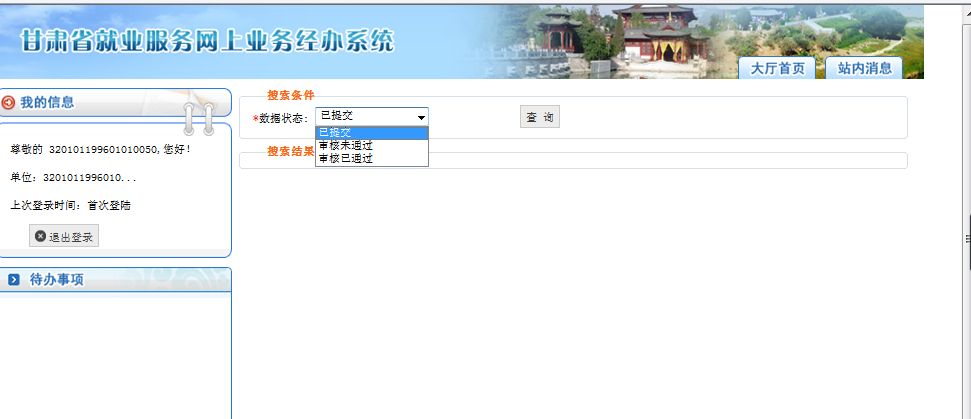 甘肃省就业服务网上业务经办系统
大厅首页
站内消息
我的信息
尊敬的 320101199601010050,您好!
单位: 3201011996010...
上次登录时间: 首次登陆
退出登录
待办事项
搜索条件
*数据状态: 已提交
查 询
已提交
审核未通过
审核已通过
搜索结果